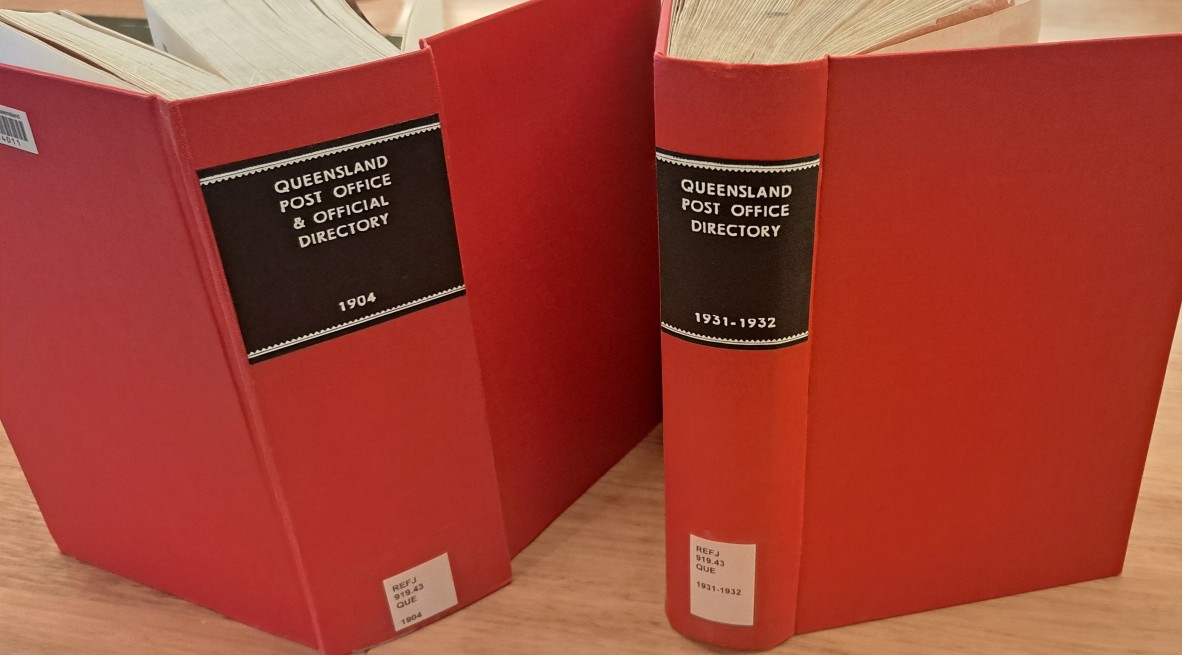 QUEENSLAND
POST OFFICE
& OFFICIAL
DIRECTORY
1904
REFJ
919.43
QUE
1904
QUEENSLAND
POST OFFICE
DIRECTORY
1931-1932
REFJ
919.43
QUE
1931-1932